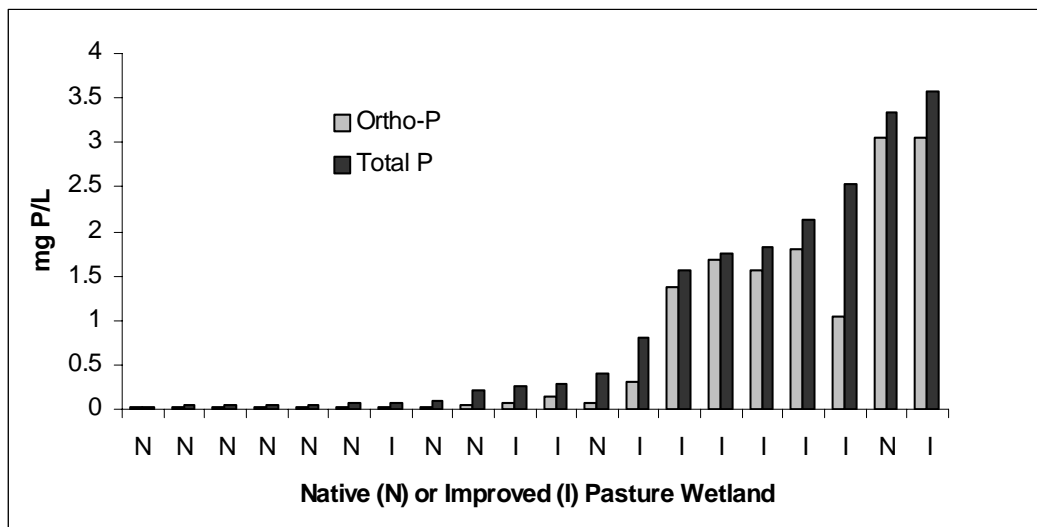 4
3.5
3
2.5
2
1.5
1
0.5
0
mg P/L
Ortho-P
Total P
N N N N N N I N N I I N I I I I I I N I
Native (N) or Improved (I) Pasture Wetland